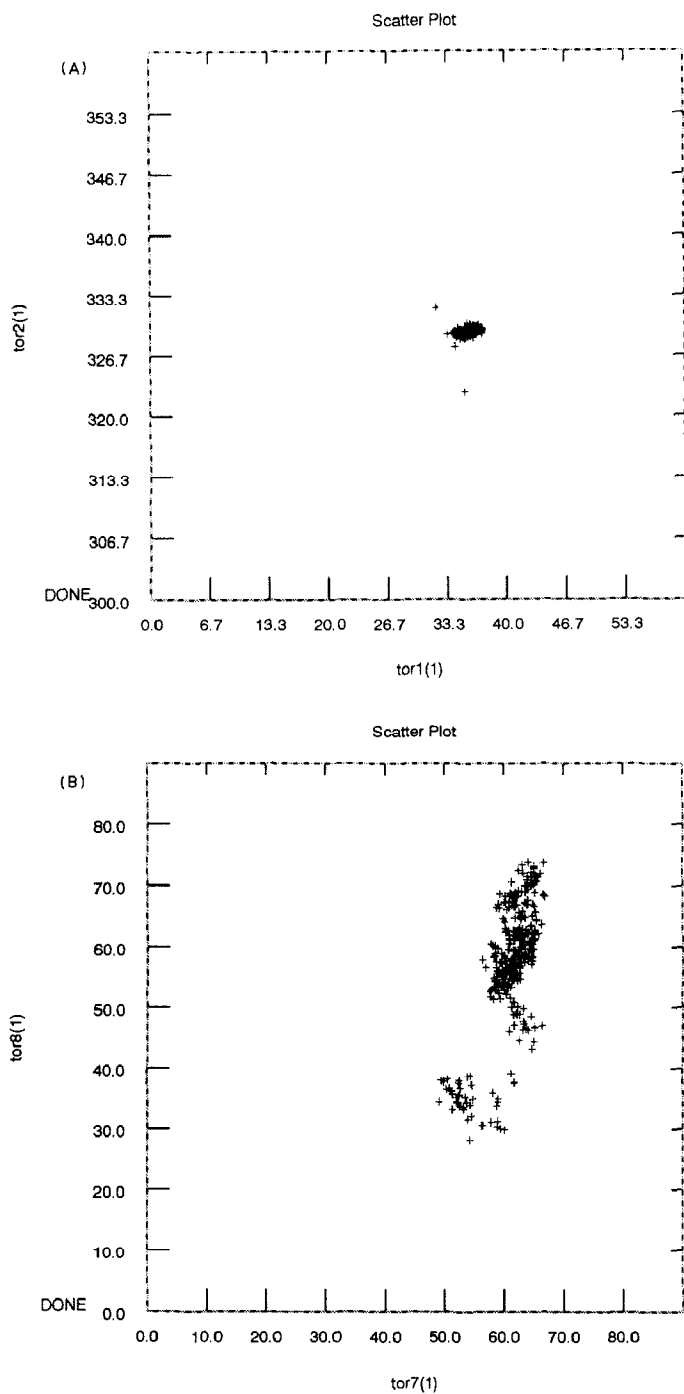 Scatter Plot
(A)
353.3
346.7
340.0
333.3
326.7
320.0
313.3
306.7
DONE 300.0
tor2(1)
0.0 6.7 13.3 20.0 26.7 33.3 40.0 46.7 53.3
tor1(1)
Scatter Plot
(B)
80.0
70.0
60.0
50.0
40.0
30.0
20.0
10.0
DONE 0.0
tor8(1)
0.0 10.0 20.0 30.0 40.0 50.0 60.0 70.0 80.0
tor7(1)